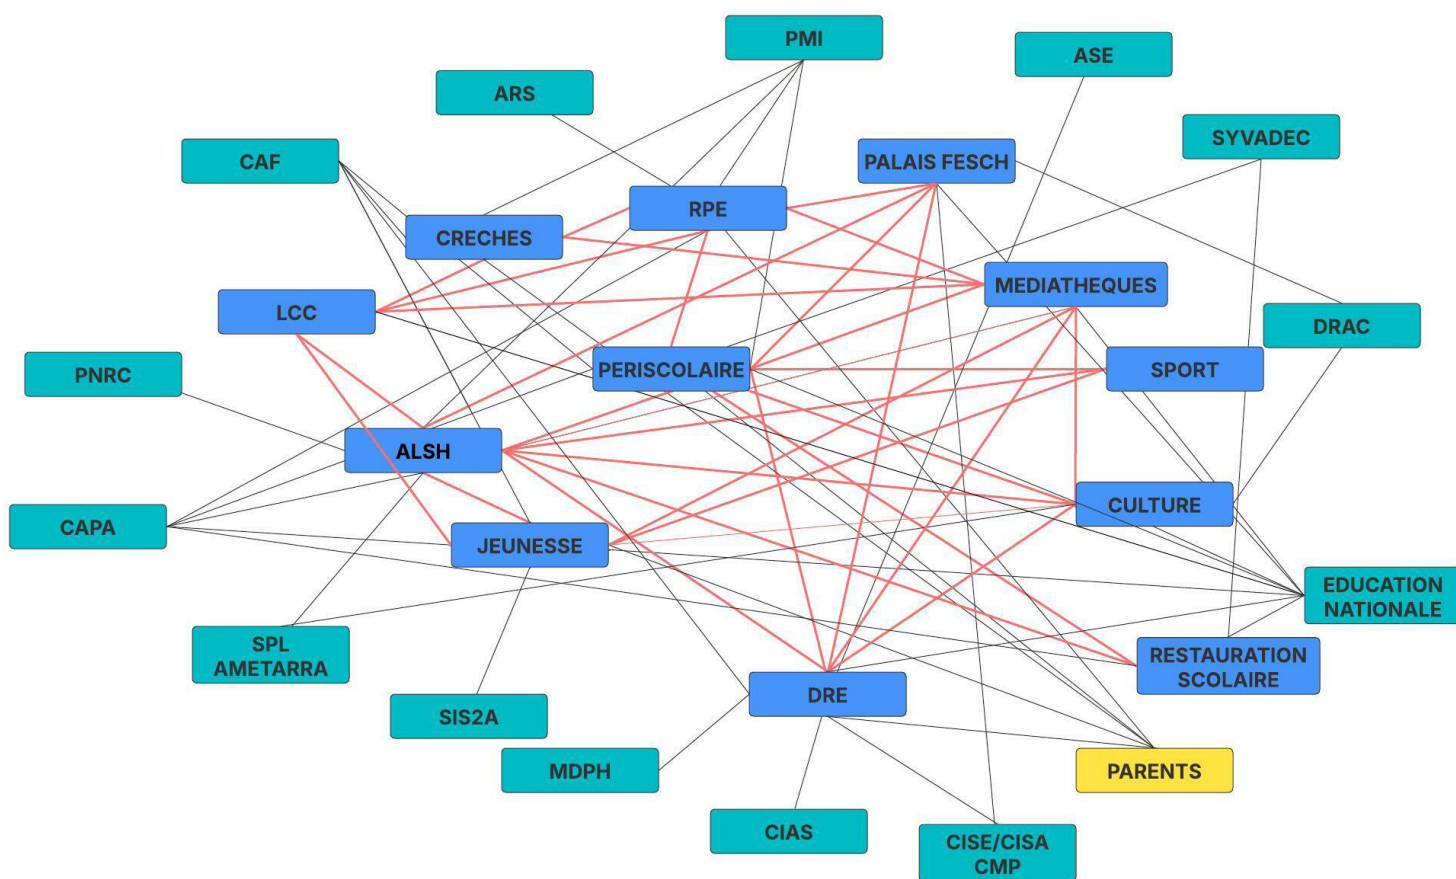 PMI
ASE
ARS
SYVADEC
CAF
PALAIS FESCH
RPE
CRECHES
MEDIATHEQUES
LCC
DRAC
PNRC
PERISCOLAIRE
SPORT
ALSH
CULTURE
CAPA
JEUNESSE
EDUCATION
NATIONALE
SPL
AMETARRA
RESTAURATION
SCOLAIRE
DRE
SIS2A
MDPH
PARENTS
CIAS
CISE/CISA
CMP